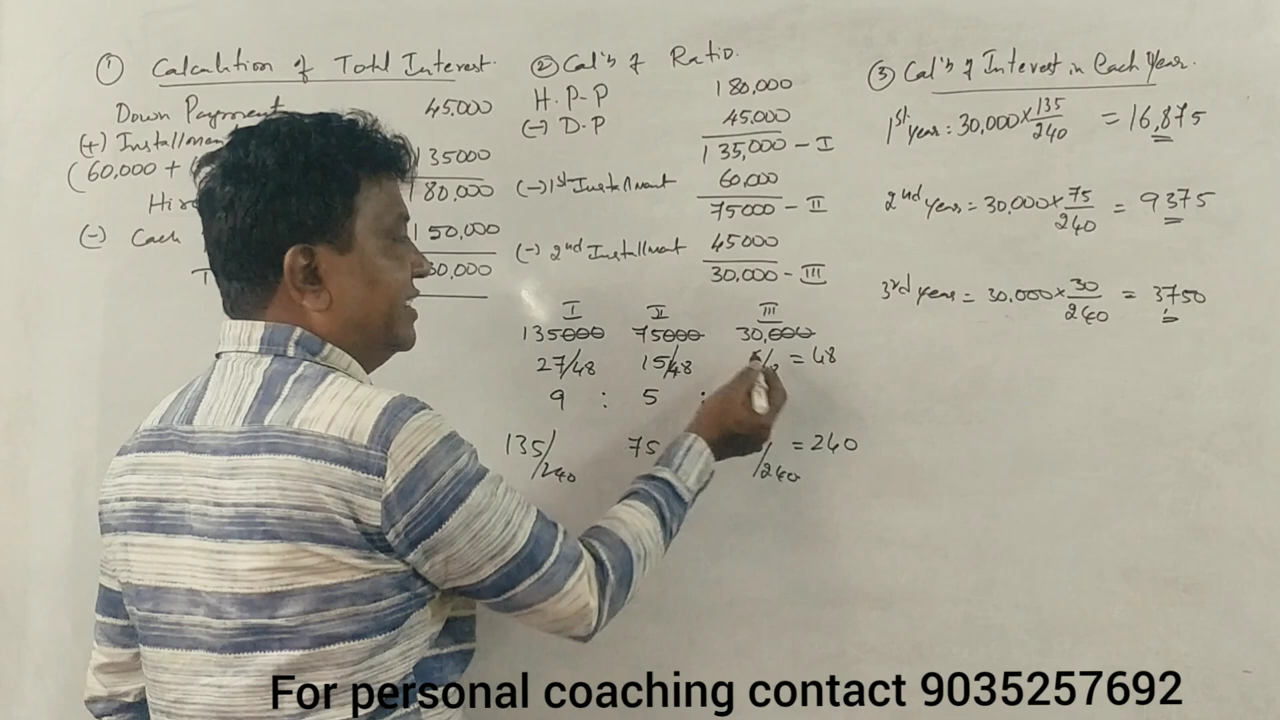 ① Calculation of Total Interest.
Down Payment 45,000
(+) Installmen
(60,000 + 135000
Hir 180,000
(-) Cash 150,000
T 30,000
② Cal'n of Ratio.
H.P-P 180,000
(-) D.P 45,000
135,000 - I
(-) 1st Installment 60,000
75000 - II
(-) 2nd Installment 45000
30,000 - III
I II III
135000 75000 30,000
27/48 15/48 = 48
9 : 5 :
135/240 75 /240 = 240
③ Cal'n of Interest in Each Year.
1st year : 30,000 × 135/240 = 16,875
2nd year = 30,000 × 75/240 = 9375
3rd year = 30,000 × 30/240 = 3750
For personal coaching contact 9035257692